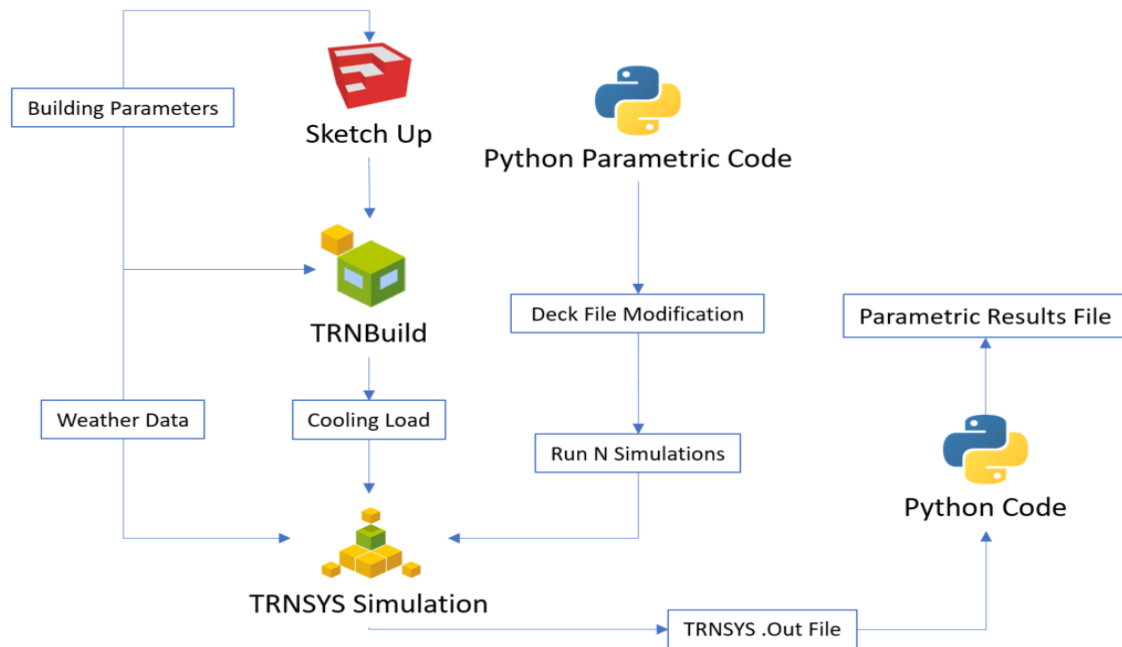 Building Parameters
Sketch Up
Python Parametric Code
TRNBuild
Deck File Modification
Parametric Results File
Weather Data
Cooling Load
Run N Simulations
Python Code
TRNSYS Simulation
TRNSYS .Out File